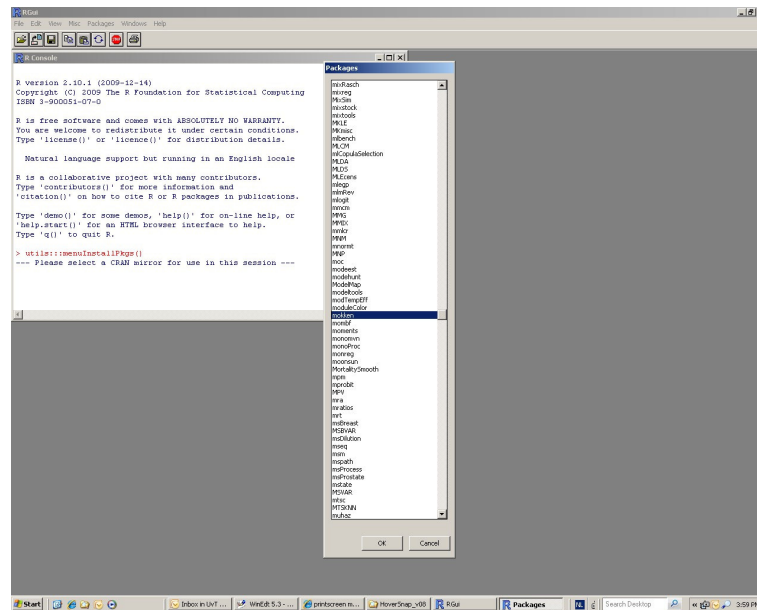 RGui
File Edit View Misc Packages Windows Help
R Console
R version 2.10.1 (2009-12-14)
Copyright (C) 2009 The R Foundation for Statistical Computing
ISBN 3-900051-07-0
R is free software and comes with ABSOLUTELY NO WARRANTY.
You are welcome to redistribute it under certain conditions.
Type 'license()' or 'licence()' for distribution details.
Natural language support but running in an English locale
R is a collaborative project with many contributors.
Type 'contributors()' for more information and
'citation()' on how to cite R or R packages in publications.
Type 'demo()' for some demos, 'help()' for on-line help, or
'help.start()' for an HTML browser interface to help.
Type 'q()' to quit R.
> utils:::menuInstallPkgs()
--- Please select a CRAN mirror for use in this session ---
Packages
mixRasch
mixreg
MixSim
mixstock
mixtools
MKLE
MKmisc
mlbench
MLCM
mlCopulaSelection
MLDA
MLDS
MLEcens
mlegp
mlmRev
mlogit
mmcm
MMG
MMIX
mmlcr
MNM
mnormt
MNP
moc
modeest
modehunt
ModelMap
modeltools
modTempEff
moduleColor
mokken
mombf
moments
monomvn
monoProc
monreg
moonsun
MortalitySmooth
mpm
mprobit
MPV
mra
mratios
mrt
msBreast
MSBVAR
msDilution
mseq
msm
mspath
msProcess
msProstate
mstate
MSVAR
mtsc
MTSKNN
muhaz
OK Cancel
Start Inbox in UvT ... WinEdt 5.3 - ... printscreen m... HoverSnap_v08 RGui Packages NL Search Desktop 3:59 PM